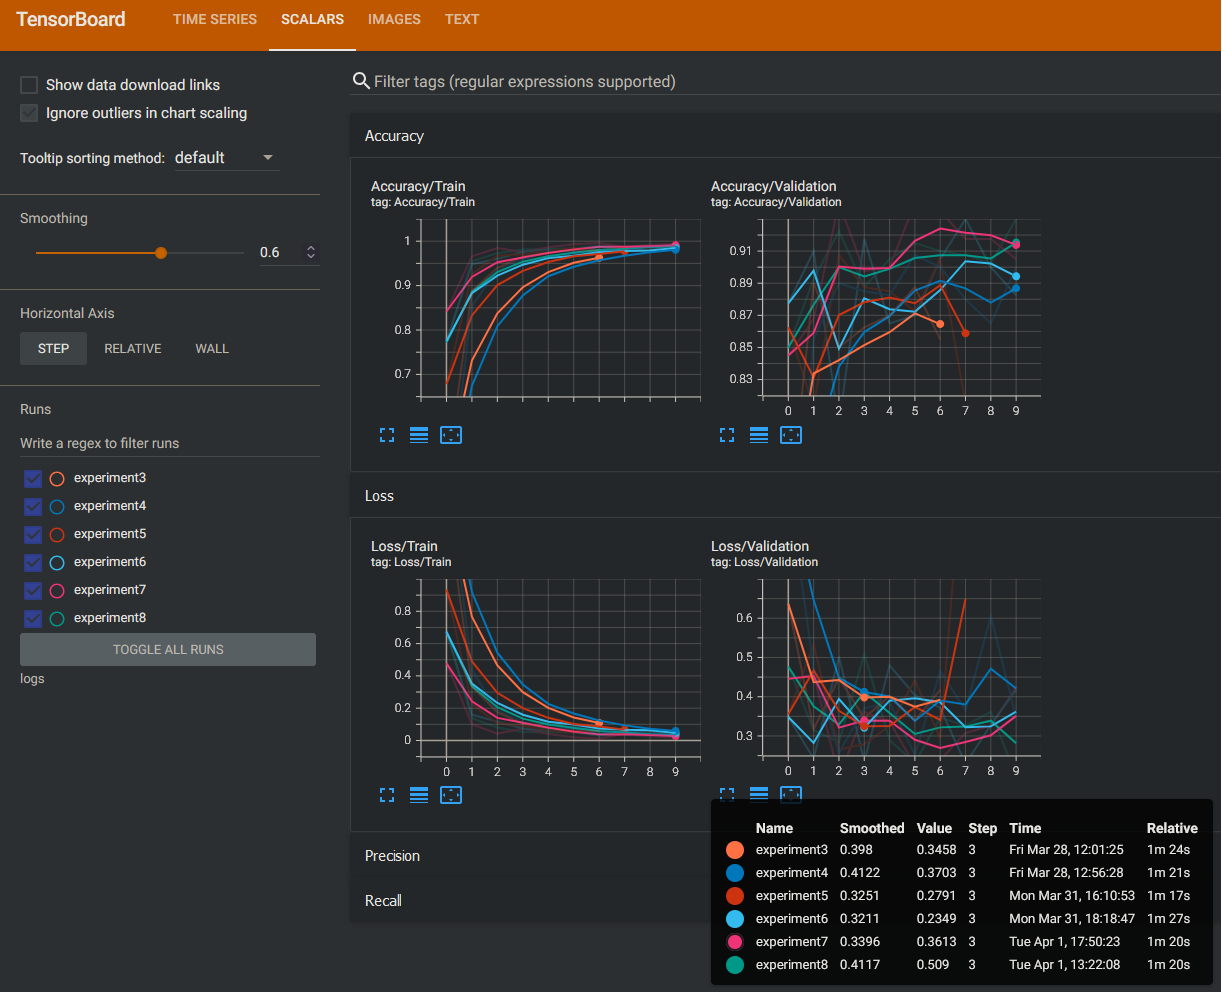 TensorBoard TIME SERIES SCALARS IMAGES TEXT
Show data download links
Ignore outliers in chart scaling
Tooltip sorting method: default
Smoothing
0.6
Horizontal Axis
STEP RELATIVE WALL
Runs
Write a regex to filter runs
experiment3
experiment4
experiment5
experiment6
experiment7
experiment8
TOGGLE ALL RUNS
logs
Filter tags (regular expressions supported)
Accuracy
Accuracy/Train
tag: Accuracy/Train
1
0.9
0.8
0.7
Accuracy/Validation
tag: Accuracy/Validation
0.91
0.89
0.87
0.85
0.83
0 1 2 3 4 5 6 7 8 9
Loss
Loss/Train
tag: Loss/Train
0.8
0.6
0.4
0.2
0
0 1 2 3 4 5 6 7 8 9
Loss/Validation
tag: Loss/Validation
0.6
0.5
0.4
0.3
0 1 2 3 4 5 6 7 8 9
Precision
Recall
Name Smoothed Value Step Time Relative
experiment3 0.398 0.3458 3 Fri Mar 28, 12:01:25 1m 24s
experiment4 0.4122 0.3703 3 Fri Mar 28, 12:56:28 1m 21s
experiment5 0.3251 0.2791 3 Mon Mar 31, 16:10:53 1m 17s
experiment6 0.3211 0.2349 3 Mon Mar 31, 18:18:47 1m 27s
experiment7 0.3396 0.3613 3 Tue Apr 1, 17:50:23 1m 20s
experiment8 0.4117 0.509 3 Tue Apr 1, 13:22:08 1m 20s